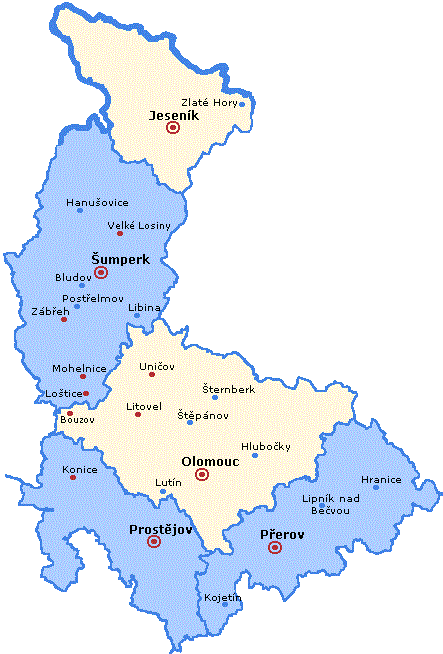 Zlaté Hory
Jeseník
Hanušovice
Velké Losiny
Šumperk
Bludov
Postřelmov
Zábřeh
Libina
Mohelnice
Uničov
Loštice
Šternberk
Litovel
Štěpánov
Bouzov
Hlubočky
Olomouc
Konice
Lutín
Hranice
Lipník nad
Bečvou
Prostějov
Přerov
Kojetín